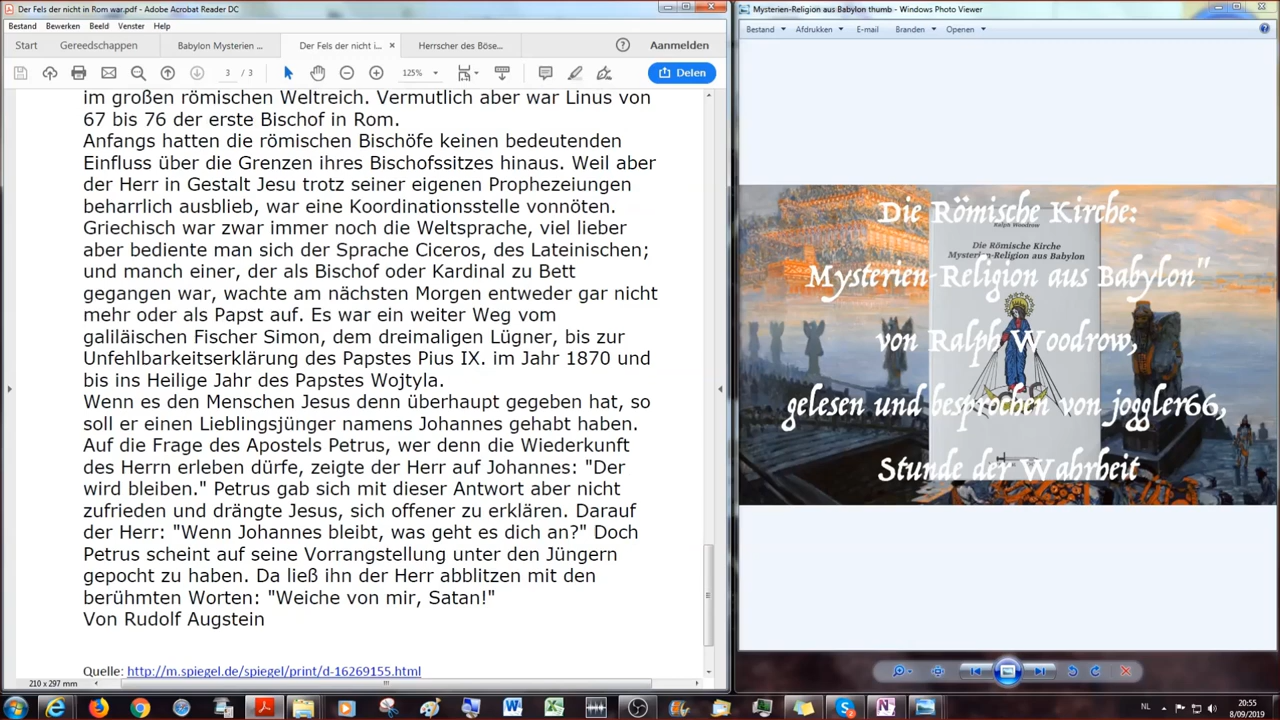 Der Fels der nicht in Rom war.pdf - Adobe Acrobat Reader DC
Bestand Bewerken Beeld Venster Help
Start Gereedschappen Babylon Mysterien ... Der Fels der nicht i... × Herrscher des Böse... Aanmelden
3 / 3 125% Delen
im großen römischen Weltreich. Vermutlich aber war Linus von
67 bis 76 der erste Bischof in Rom.
Anfangs hatten die römischen Bischöfe keinen bedeutenden
Einfluss über die Grenzen ihres Bischofssitzes hinaus. Weil aber
der Herr in Gestalt Jesu trotz seiner eigenen Prophezeiungen
beharrlich ausblieb, war eine Koordinationsstelle vonnöten.
Griechisch war zwar immer noch die Weltsprache, viel lieber
aber bediente man sich der Sprache Ciceros, des Lateinischen;
und manch einer, der als Bischof oder Kardinal zu Bett
gegangen war, wachte am nächsten Morgen entweder gar nicht
mehr oder als Papst auf. Es war ein weiter Weg vom
galiläischen Fischer Simon, dem dreimaligen Lügner, bis zur
Unfehlbarkeitserklärung des Papstes Pius IX. im Jahr 1870 und
bis ins Heilige Jahr des Papstes Wojtyla.
Wenn es den Menschen Jesus denn überhaupt gegeben hat, so
soll er einen Lieblingsjünger namens Johannes gehabt haben.
Auf die Frage des Apostels Petrus, wer denn die Wiederkunft
des Herrn erleben dürfe, zeigte der Herr auf Johannes: "Der
wird bleiben." Petrus gab sich mit dieser Antwort aber nicht
zufrieden und drängte Jesus, sich offener zu erklären. Darauf
der Herr: "Wenn Johannes bleibt, was geht es dich an?" Doch
Petrus scheint auf seine Vorrangstellung unter den Jüngern
gepocht zu haben. Da ließ ihn der Herr abblitzen mit den
berühmten Worten: "Weiche von mir, Satan!"
Von Rudolf Augstein
Quelle: http://m.spiegel.de/spiegel/print/d-16269155.html
210 x 297 mm
Mysterien-Religion aus Babylon thumb - Windows Photo Viewer
Bestand Afdrukken E-mail Branden Openen
Die Römische Kirche:
Ralph Woodrow
Die Römische Kirche
Mysterien-Religion aus Babylon
Mysterien-Religion aus Babylon"
von Ralph Woodrow,
gelesen und besprochen von joggler66,
Stunde der Wahrheit
NL 20:55
8/09/2019